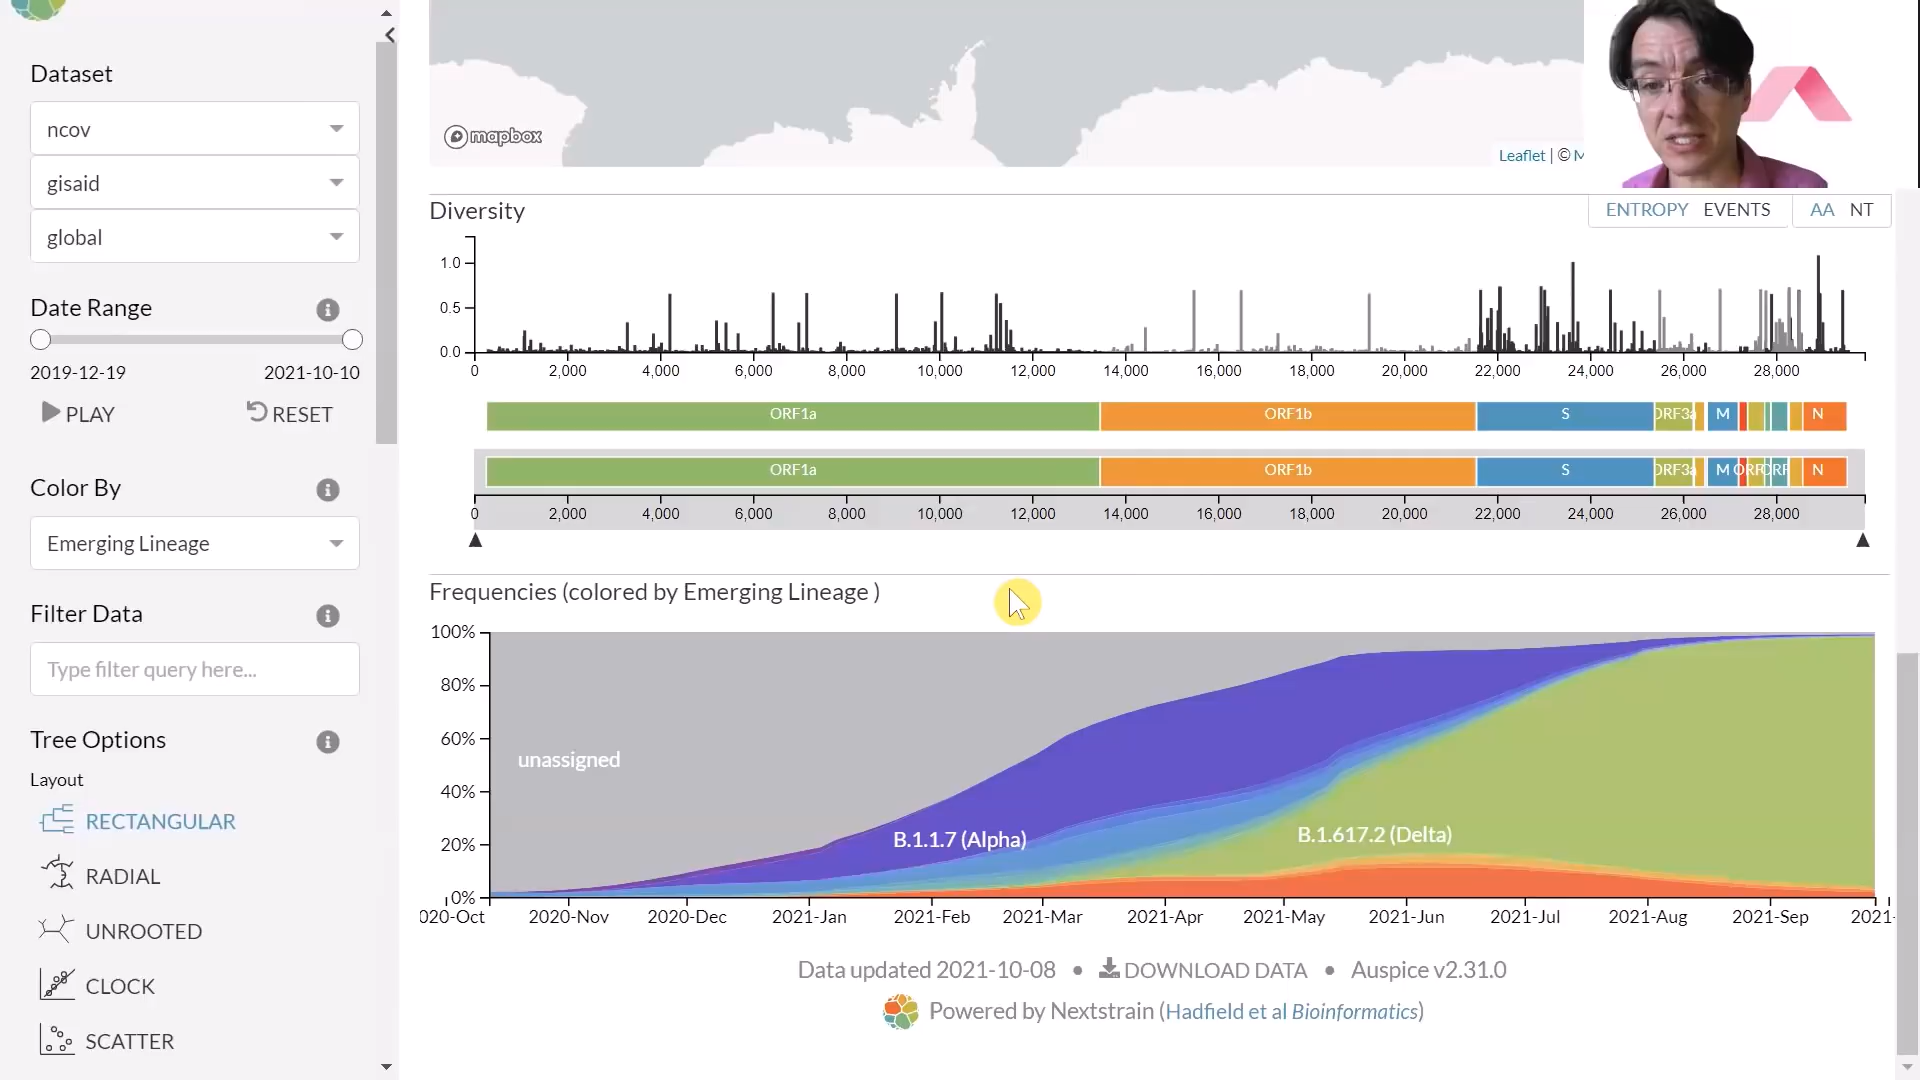 Dataset
ncov
gisaid
global
Date Range
2019-12-19 2021-10-10
PLAY RESET
Color By
Emerging Lineage
Filter Data
Type filter query here...
Tree Options
Layout
RECTANGULAR
RADIAL
UNROOTED
CLOCK
SCATTER
mapbox
Leaflet | © M
Diversity
ENTROPY EVENTS AA NT
1.0
0.5
0.0
0 2,000 4,000 6,000 8,000 10,000 12,000 14,000 16,000 18,000 20,000 22,000 24,000 26,000 28,000
ORF1a ORF1b S ORF3a M N
ORF1a ORF1b S ORF3a M ORF ORF N
0 2,000 4,000 6,000 8,000 10,000 12,000 14,000 16,000 18,000 20,000 22,000 24,000 26,000 28,000
Frequencies (colored by Emerging Lineage )
100%
80%
60%
40%
20%
0%
unassigned
B.1.1.7 (Alpha)
B.1.617.2 (Delta)
020-Oct 2020-Nov 2020-Dec 2021-Jan 2021-Feb 2021-Mar 2021-Apr 2021-May 2021-Jun 2021-Jul 2021-Aug 2021-Sep 2021-
Data updated 2021-10-08 • DOWNLOAD DATA • Auspice v2.31.0
Powered by Nextstrain (Hadfield et al Bioinformatics)